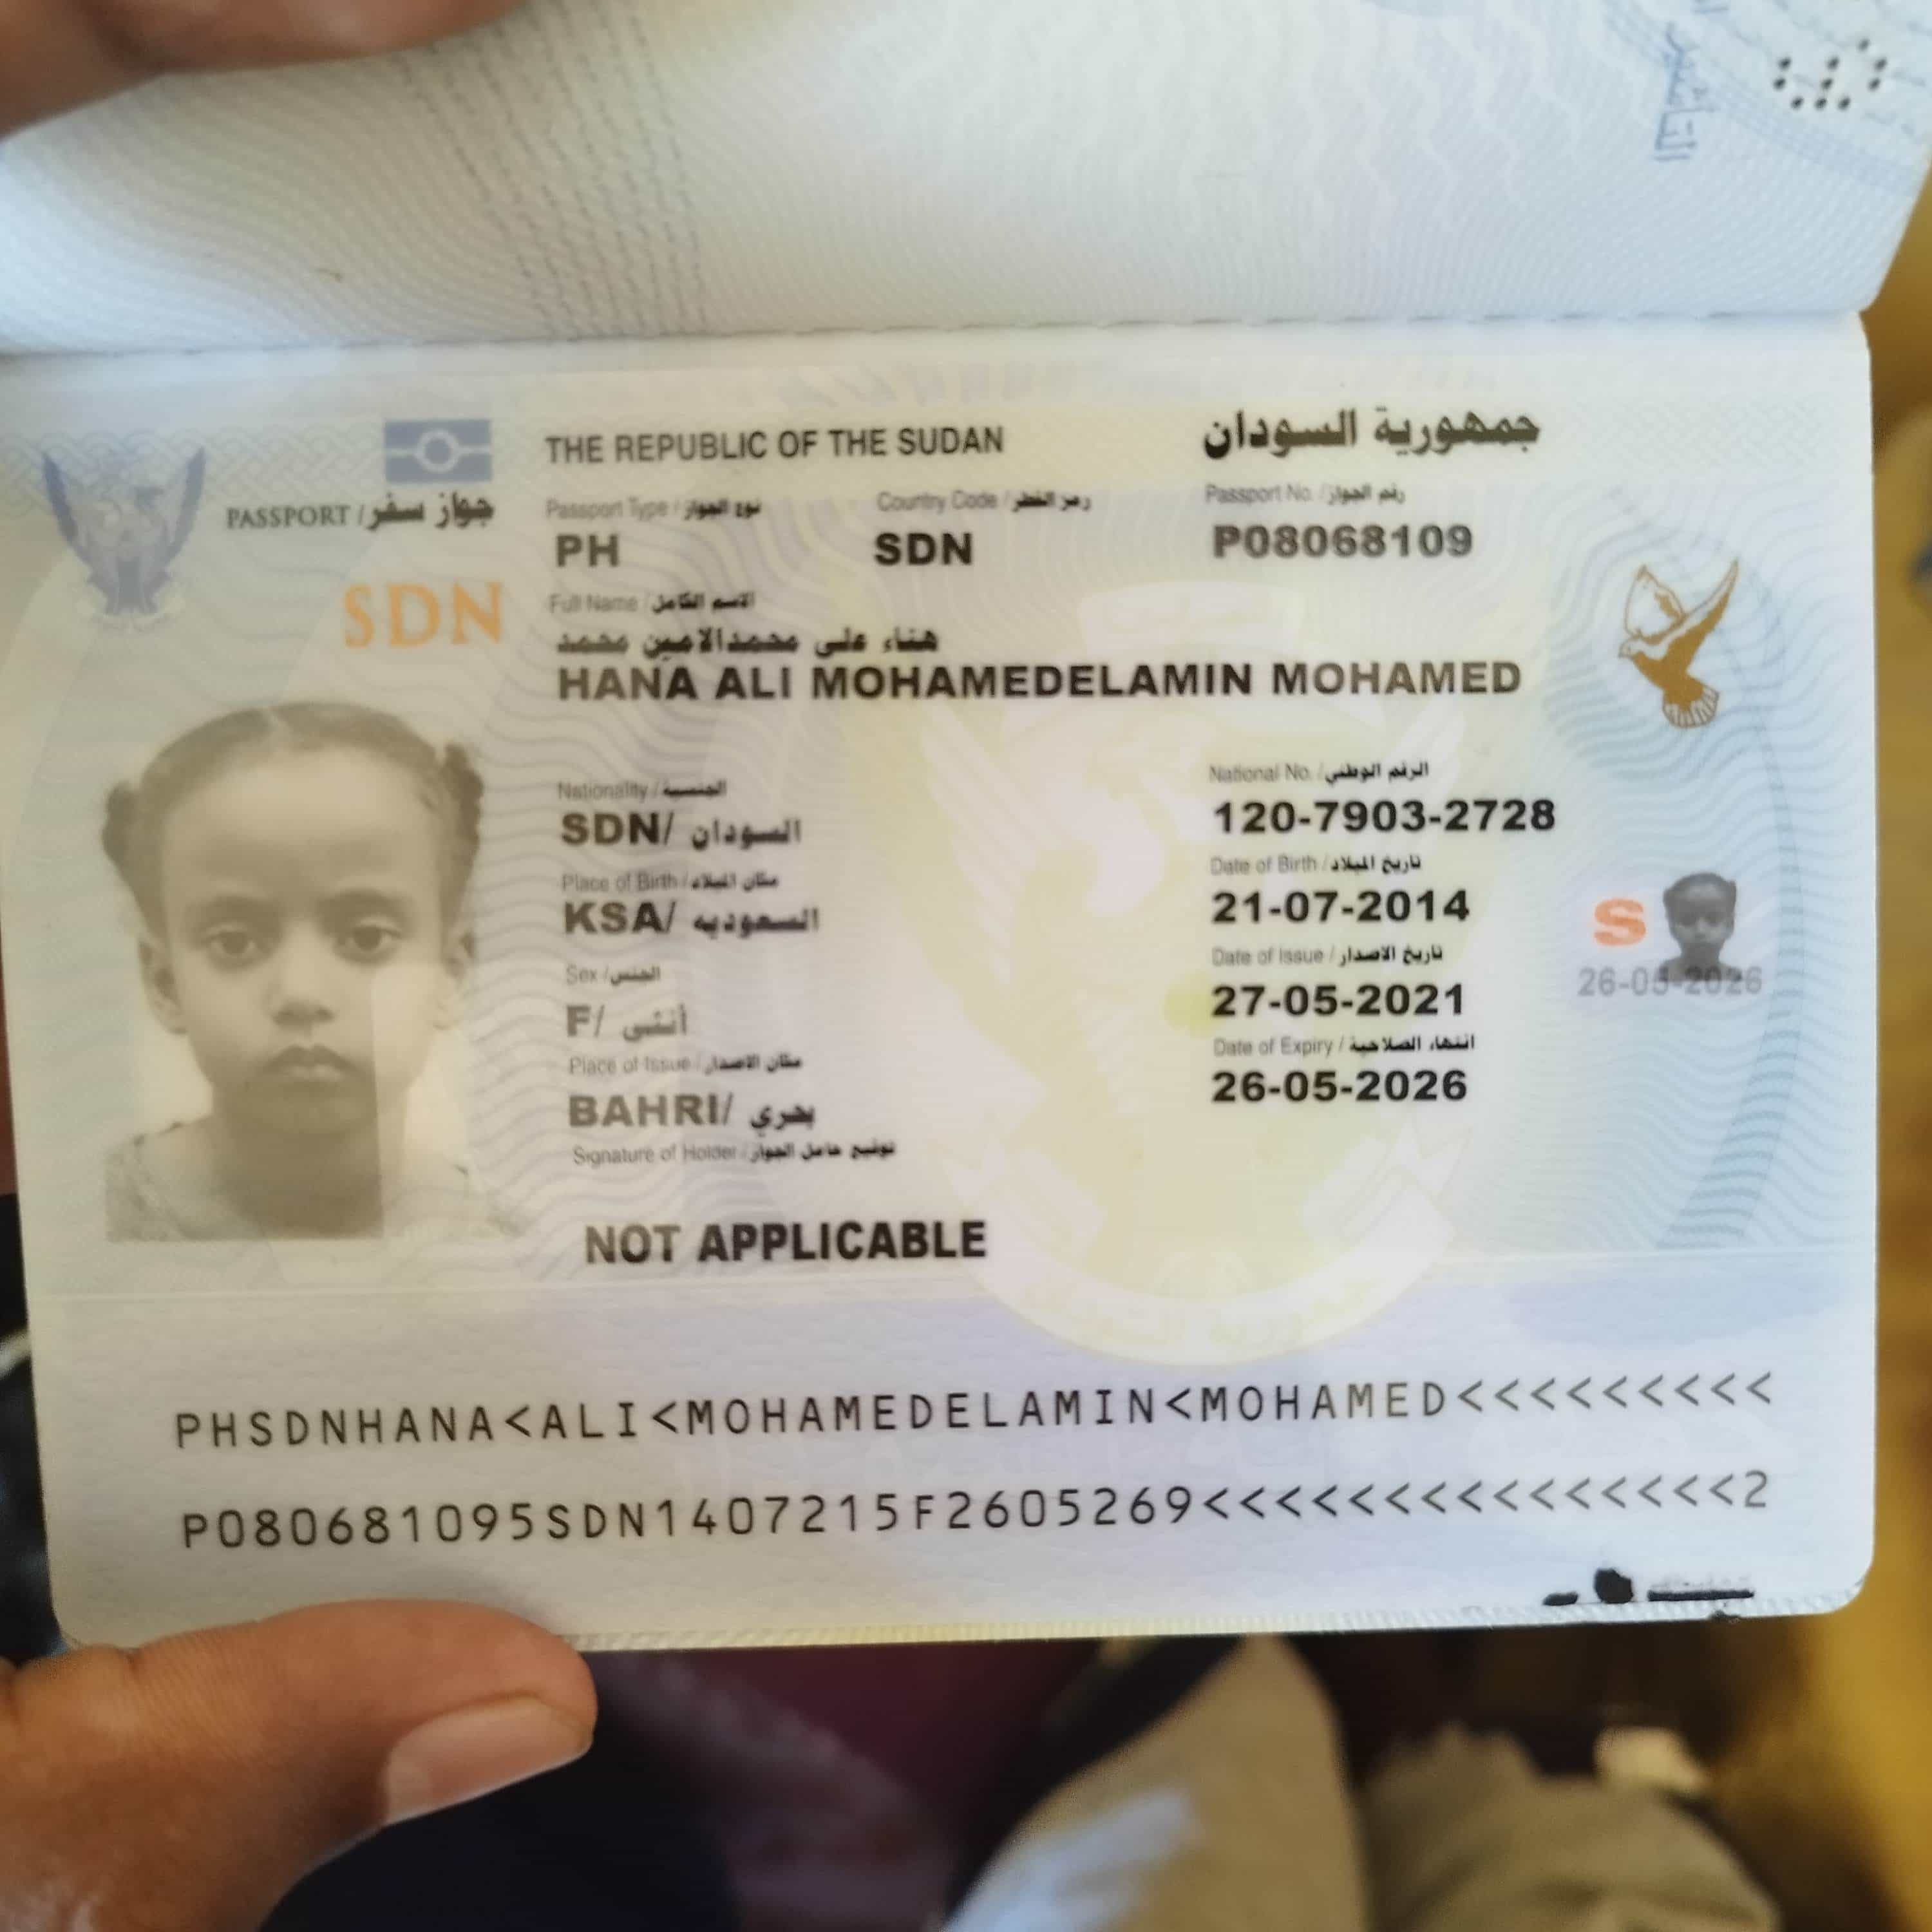 التأشير
THE REPUBLIC OF THE SUDAN جمهورية السودان
PASSPORT / جواز سفر
Passport Type / نوع الجواز Country Code / رمز القطر Passport No. / رقم الجواز
PH SDN P08068109
SDN
Full Name / الاسم الكامل
هناء على محمدالامين محمد
HANA ALI MOHAMEDELAMIN MOHAMED
Nationality / الجنسية National No. / الرقم الوطني
SDN/ السودان 120-7903-2728
Place of Birth / مكان الميلاد Date of Birth / تاريخ الميلاد
KSA/ السعوديه 21-07-2014
S
Sex / الجنس Date of Issue / تاريخ الاصدار
F/ أنثى 27-05-2021
26-05-2026
Place of Issue / مكان الاصدار Date of Expiry / انتهاء الصلاحية
BAHRI/ بحري 26-05-2026
Signature of Holder / توقيع حامل الجواز
NOT APPLICABLE
PHSDNHANA<ALI<MOHAMEDELAMIN<MOHAMED<<<<<<<<<
P080681095SDN1407215F2605269<<<<<<<<<<<<<<<2